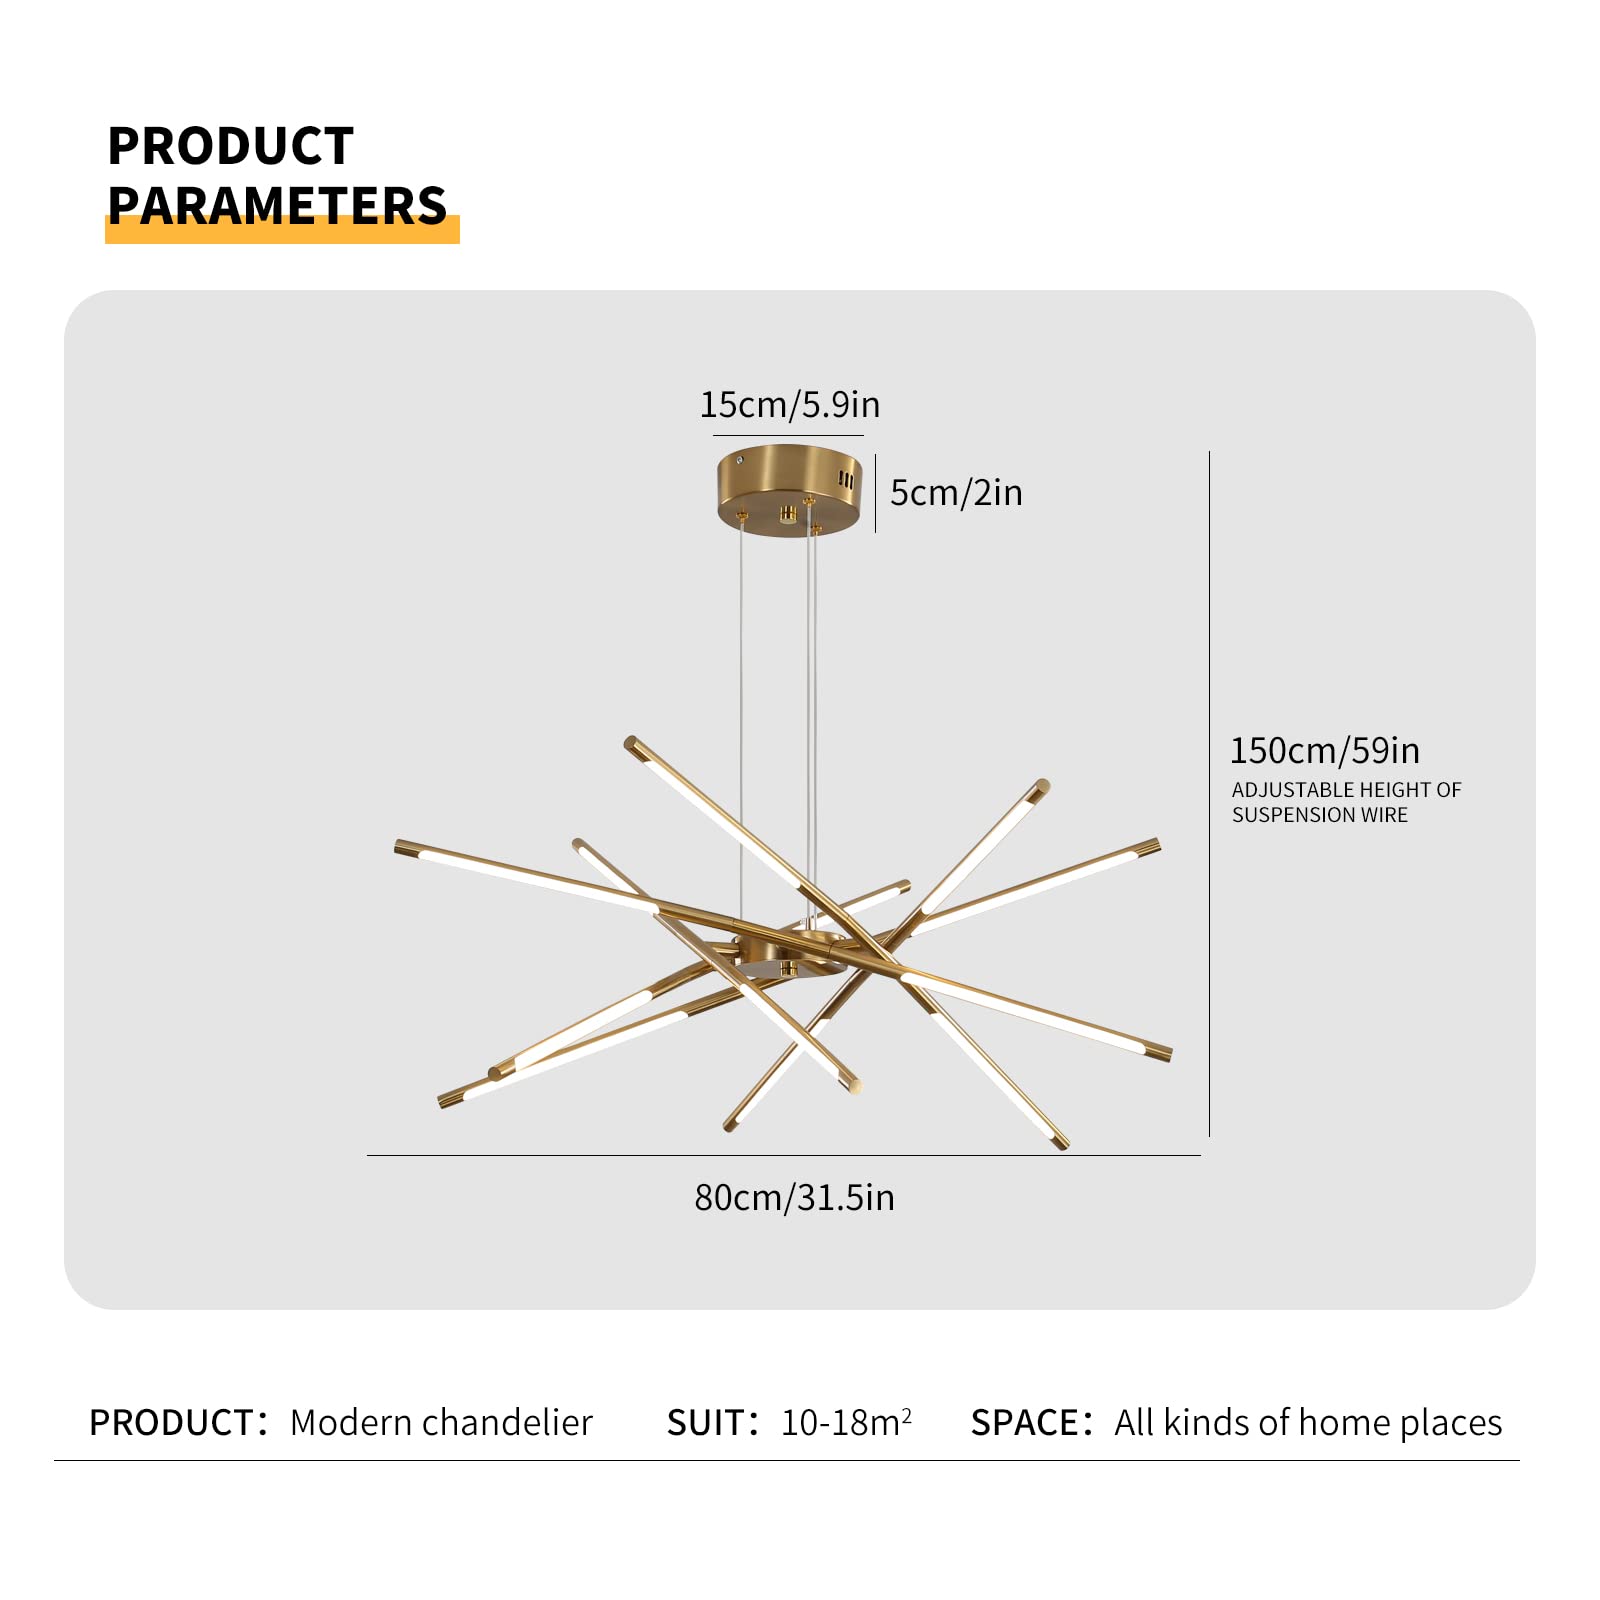 PRODUCT
PARAMETERS
15cm/5.9in
5cm/2in
150cm/59in
ADJUSTABLE HEIGHT OF
SUSPENSION WIRE
80cm/31.5in
PRODUCT: Modern chandelier SUIT: 10-18m² SPACE: All kinds of home places